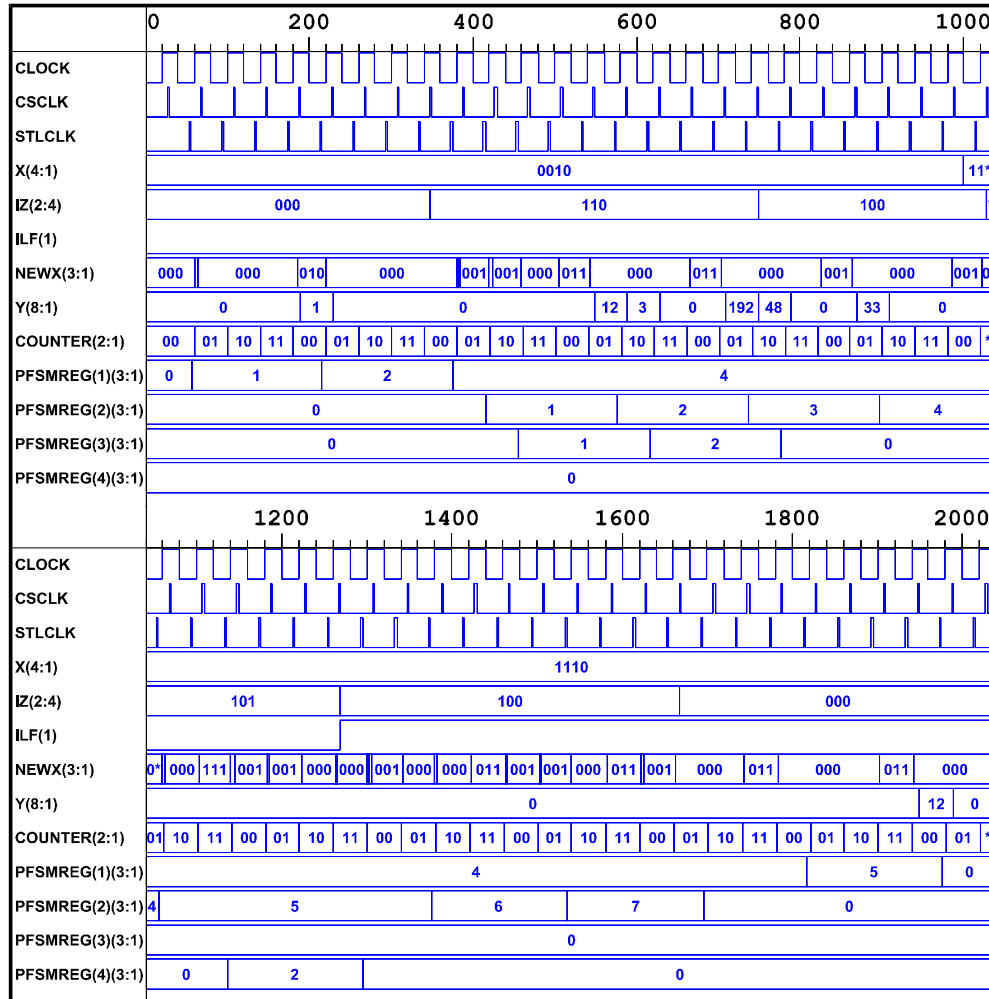 0 200 400 600 800 1000
CLOCK
CSCLK
STLCLK
X(4:1) 0010 11*
IZ(2:4) 000 110 100
ILF(1)
NEWX(3:1) 000 000 010 000 001 001 000 011 000 011 000 001 000 001 0
Y(8:1) 0 1 0 12 3 0 192 48 0 33 0
COUNTER(2:1) 00 01 10 11 00 01 10 11 00 01 10 11 00 01 10 11 00 01 10 11 00 01 10 11 00 *
PFSMREG(1)(3:1) 0 1 2 4
PFSMREG(2)(3:1) 0 1 2 3 4
PFSMREG(3)(3:1) 0 1 2 0
PFSMREG(4)(3:1) 0
1200 1400 1600 1800 2000
CLOCK
CSCLK
STLCLK
X(4:1) 1110
IZ(2:4) 101 100 000
ILF(1)
NEWX(3:1) 0* 000 111 001 001 000 000 001 000 000 011 001 001 000 011 001 000 011 000 011 000
Y(8:1) 0 12 0
COUNTER(2:1) 01 10 11 00 01 10 11 00 01 10 11 00 01 10 11 00 01 10 11 00 01 10 11 00 01 *
PFSMREG(1)(3:1) 4 5 0
PFSMREG(2)(3:1) 4 5 6 7 0
PFSMREG(3)(3:1) 0
PFSMREG(4)(3:1) 0 2 0